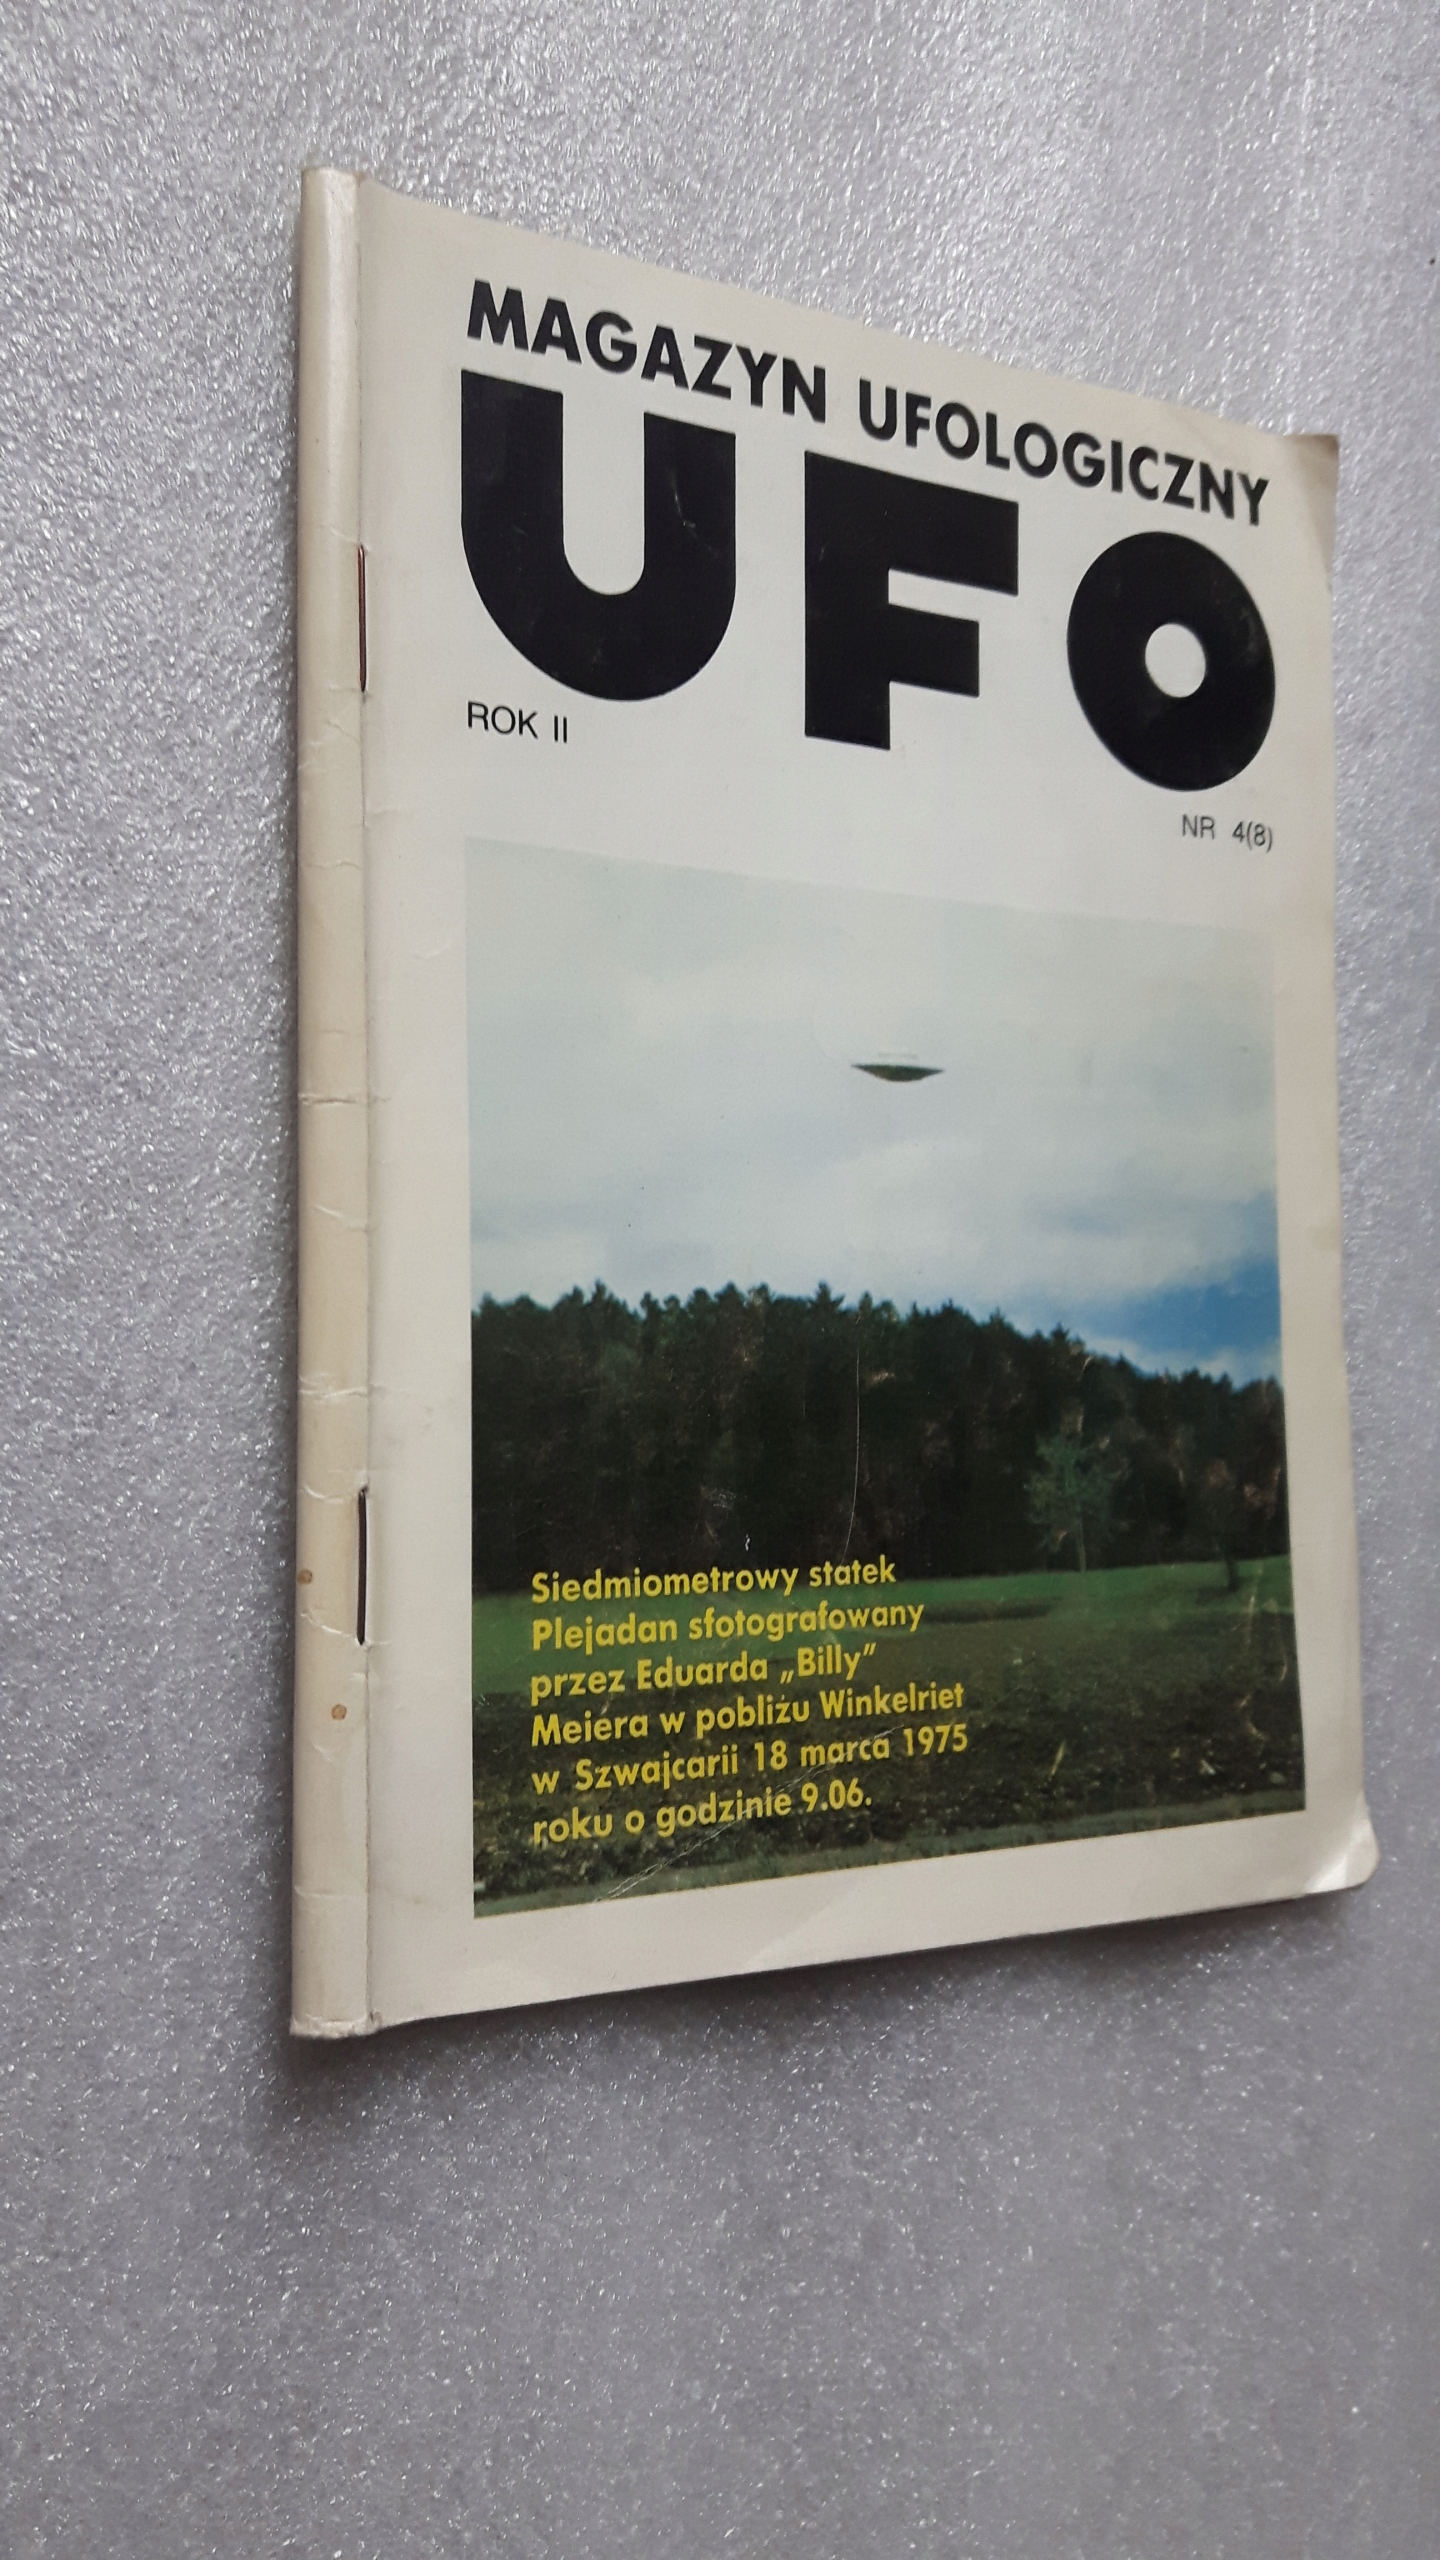 MAGAZYN UFOLOGICZNY
UFO
ROK II
NR 4(8)
Siedmiometrowy statek
Plejadan sfotografowany
przez Eduarda „Billy”
Meiera w pobliżu Winkelriet
w Szwajcarii 18 marca 1975
roku o godzinie 9.06.